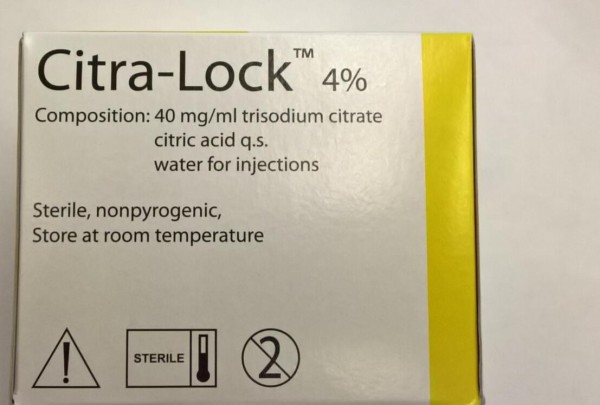 Citra-Lock™ 4%
Composition: 40 mg/ml trisodium citrate
citric acid q.s.
water for injections
Sterile, nonpyrogenic,
Store at room temperature
!
STERILE
2